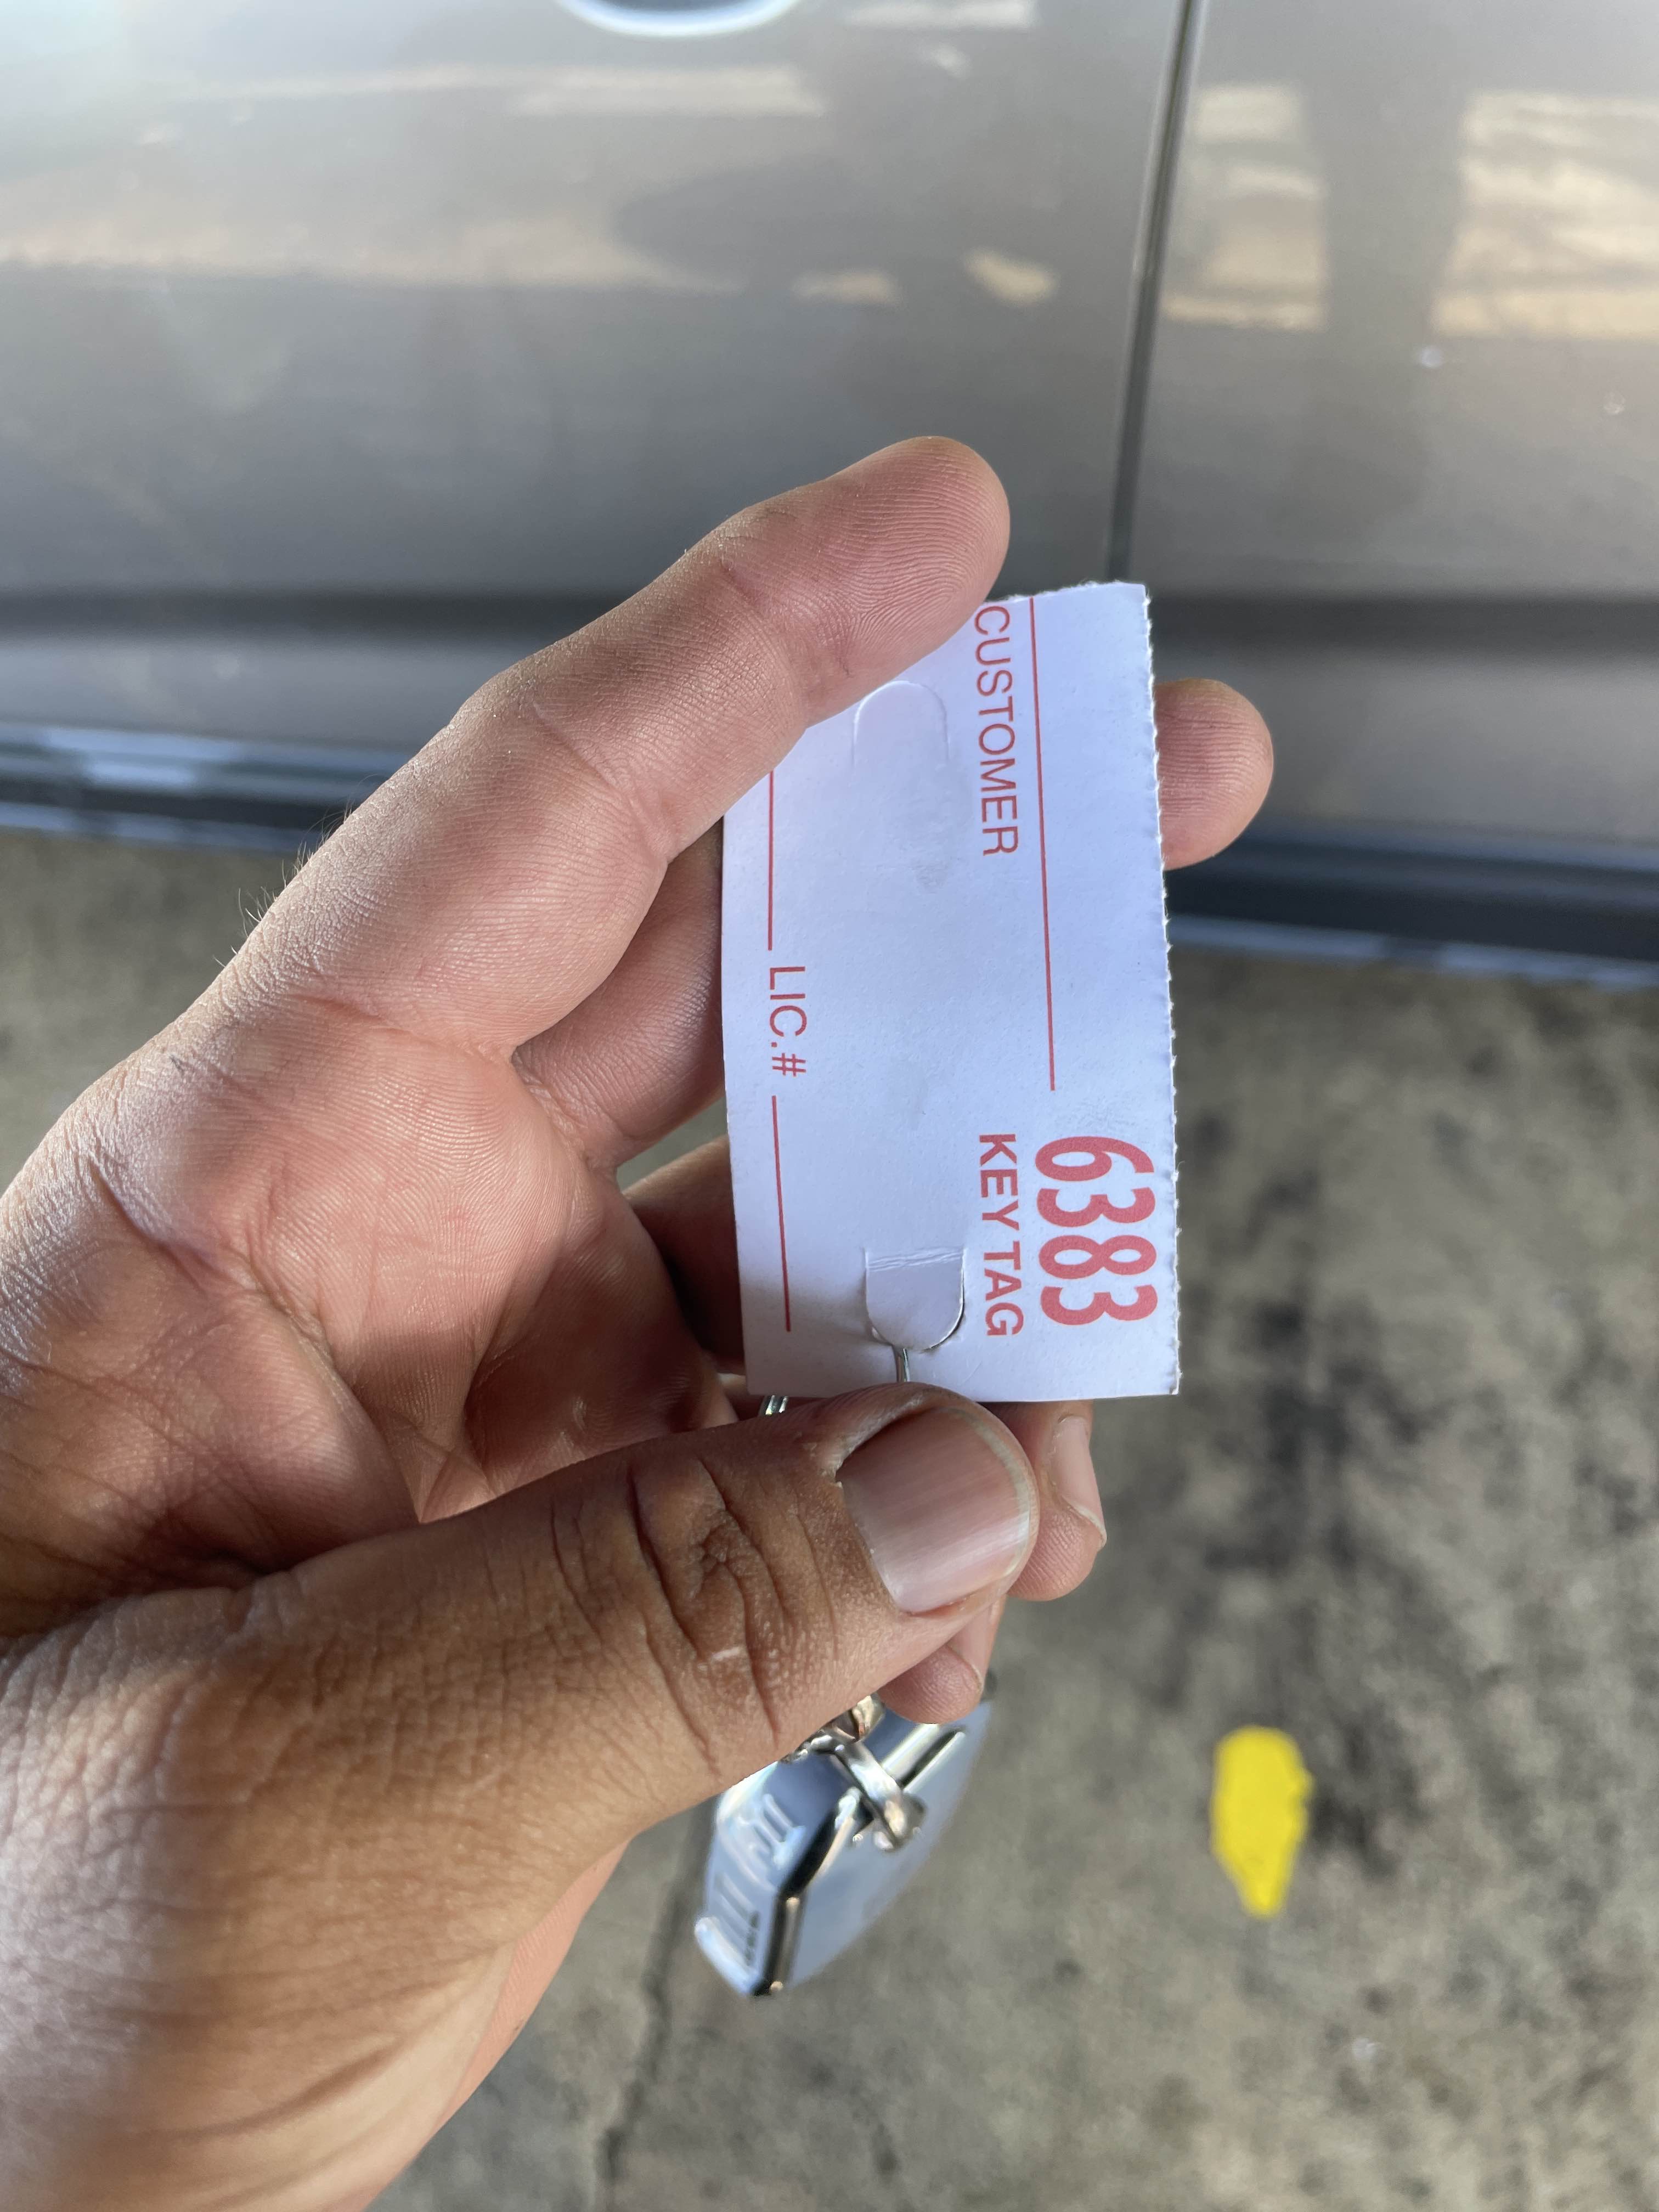 6383
KEY TAG
CUSTOMER
LIC.#